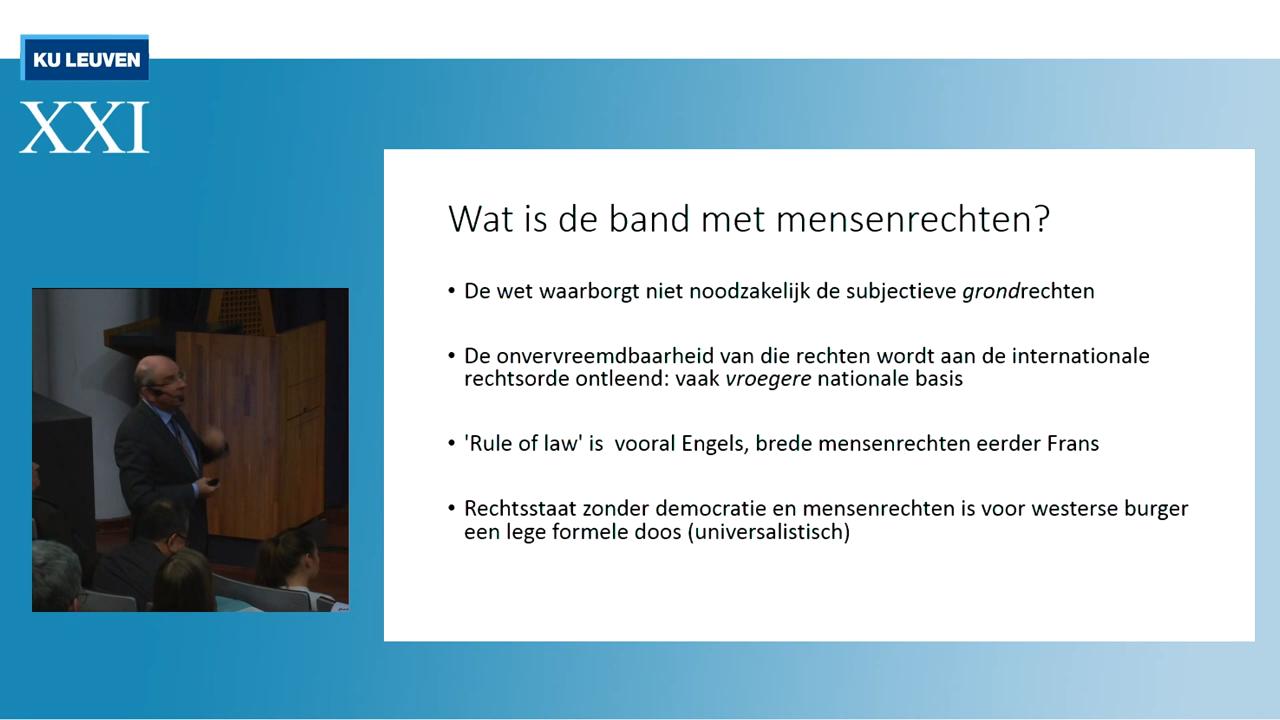 KU LEUVEN
XXI
Wat is de band met mensenrechten?
• De wet waarborgt niet noodzakelijk de subjectieve grondrechten
• De onvervreemdbaarheid van die rechten wordt aan de internationale
rechtsorde ontleend: vaak vroegere nationale basis
• 'Rule of law' is vooral Engels, brede mensenrechten eerder Frans
• Rechtsstaat zonder democratie en mensenrechten is voor westerse burger
een lege formele doos (universalistisch)